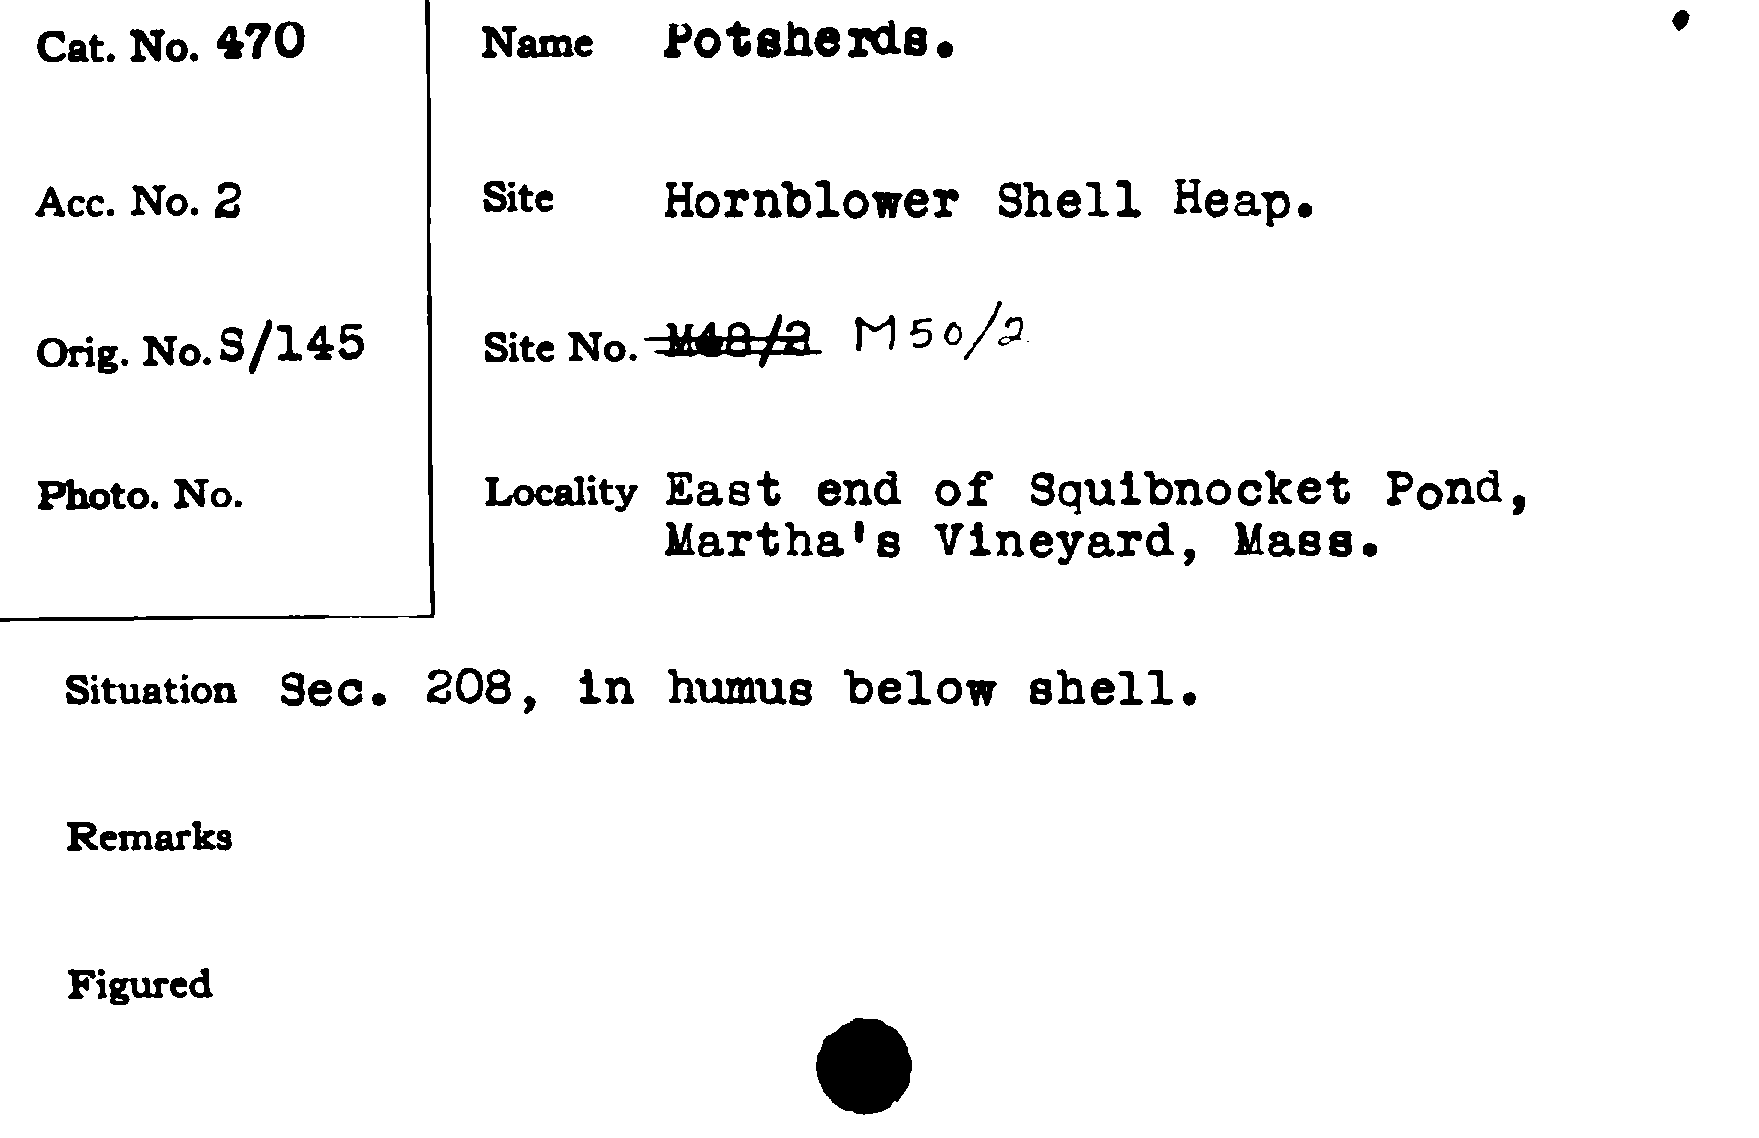 Cat. No. 470
Name Potsherds.
Acc. No. 2
Site Hornblower Shell Heap.
Orig. No. S/145
Site No. M48/2 M50/2
Photo. No.
Locality East end of Squibnocket Pond,
Martha's Vineyard, Mass.
Situation Sec. 208, in humus below shell.
Remarks
Figured